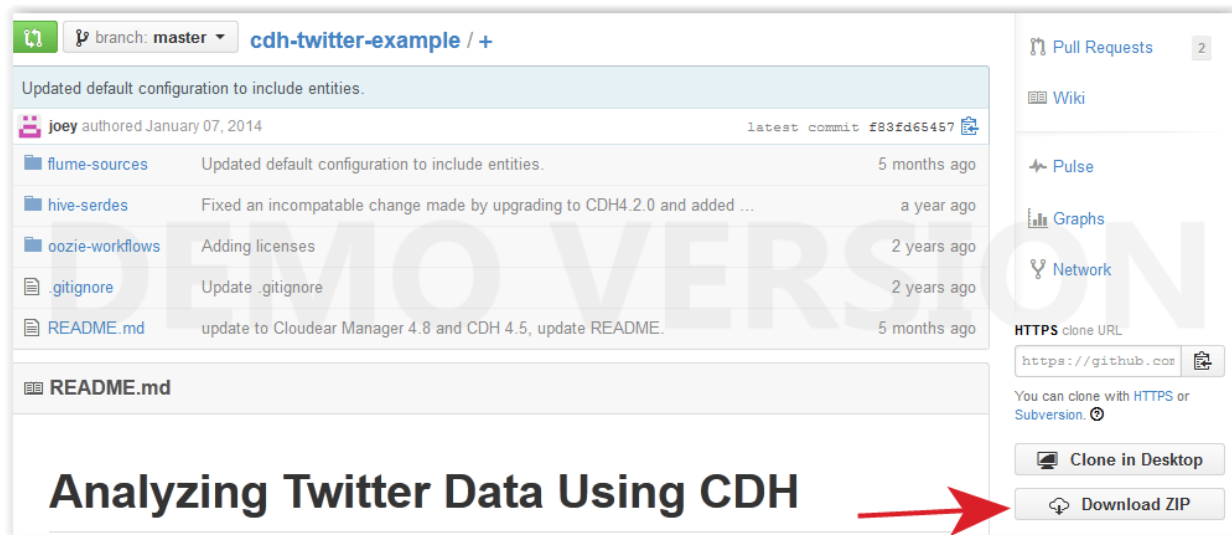 branch: master
cdh-twitter-example / +
Updated default configuration to include entities.
joey authored January 07, 2014
latest commit f83fd65457
flume-sources Updated default configuration to include entities. 5 months ago
hive-serdes Fixed an incompatable change made by upgrading to CDH4.2.0 and added … a year ago
oozie-workflows Adding licenses 2 years ago
.gitignore Update .gitignore 2 years ago
README.md update to Cloudear Manager 4.8 and CDH 4.5, update README. 5 months ago
README.md
Analyzing Twitter Data Using CDH
Pull Requests 2
Wiki
Pulse
Graphs
Network
HTTPS clone URL
https://github.com
You can clone with HTTPS or
Subversion.
Clone in Desktop
Download ZIP
DEMO VERSION